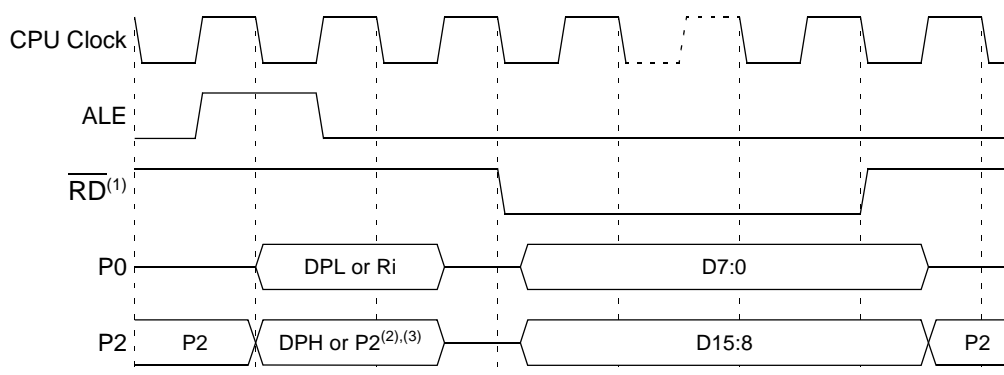 CPU Clock
ALE
RD(1)
P0 DPL or Ri D7:0
P2 P2 DPH or P2(2),(3) D15:8 P2